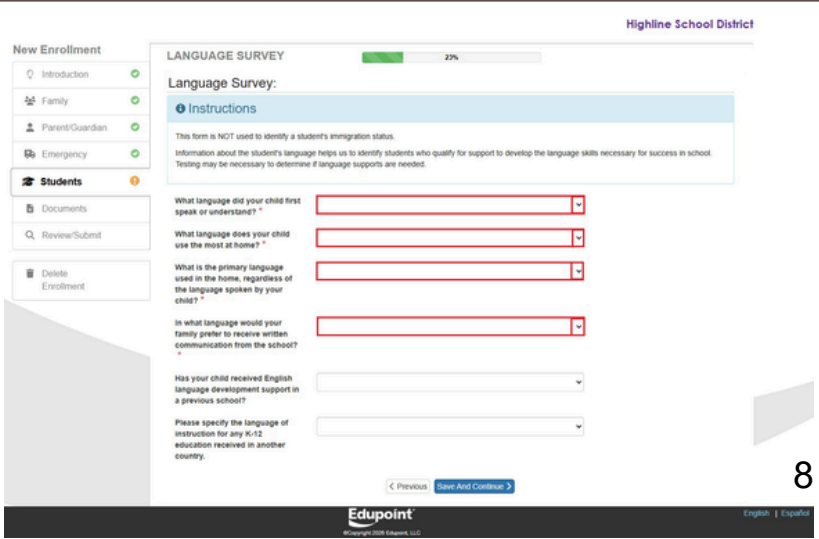 Highline School District
New Enrollment
Introduction
Family
Parent/Guardian
Emergency
Students
Documents
Review/Submit
Delete
Enrollment
LANGUAGE SURVEY
23%
Language Survey:
Instructions
This form is NOT used to identify a student's immigration status.
Information about the student's language helps us to identify students who qualify for support to develop the language skills necessary for success in school.
Testing may be necessary to determine if language supports are needed.
What language did your child first
speak or understand? *
What language does your child
use the most at home? *
What is the primary language
used in the home, regardless of
the language spoken by your
child? *
In what language would your
family prefer to receive written
communication from the school?
*
Has your child received English
language development support in
a previous school?
Please specify the language of
instruction for any K-12
education received in another
country.
< Previous
Save And Continue >
8
Edupoint
©Copyright 2026 Edupoint, LLC
English | Español